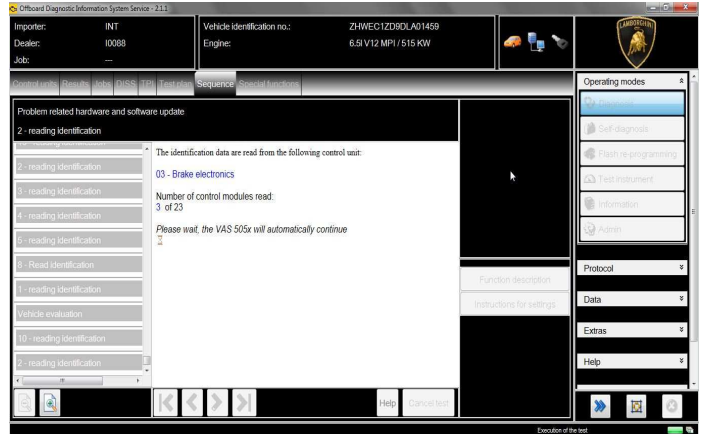 Offboard Diagnostic Information System Service - 2.1.1
Importer: INT
Dealer: I0088
Job: ---
Vehicle identification no.: ZHWEC1ZD9DLA01459
Engine: 6.5l V12 MPI / 515 KW
LAMBORGHINI
Control units Results Jobs DISS TPI Test plan Sequence Special functions
Problem related hardware and software update
2 - reading identification
2 - reading identification
3 - reading identification
4 - reading identification
5 - reading identification
8 - Read identification
1 - reading identification
Vehicle evaluation
10 - reading identification
2 - reading identification
The identification data are read from the following control unit:
03 - Brake electronics
Number of control modules read:
3 of 23
Please wait, the VAS 505x will automatically continue
Function description
Instructions for settings
Help Cancel test
Operating modes
Diagnosis
Self-diagnosis
Flash re-programming
Test instrument
Information
Admin
Protocol
Data
Extras
Help
Execution of the test